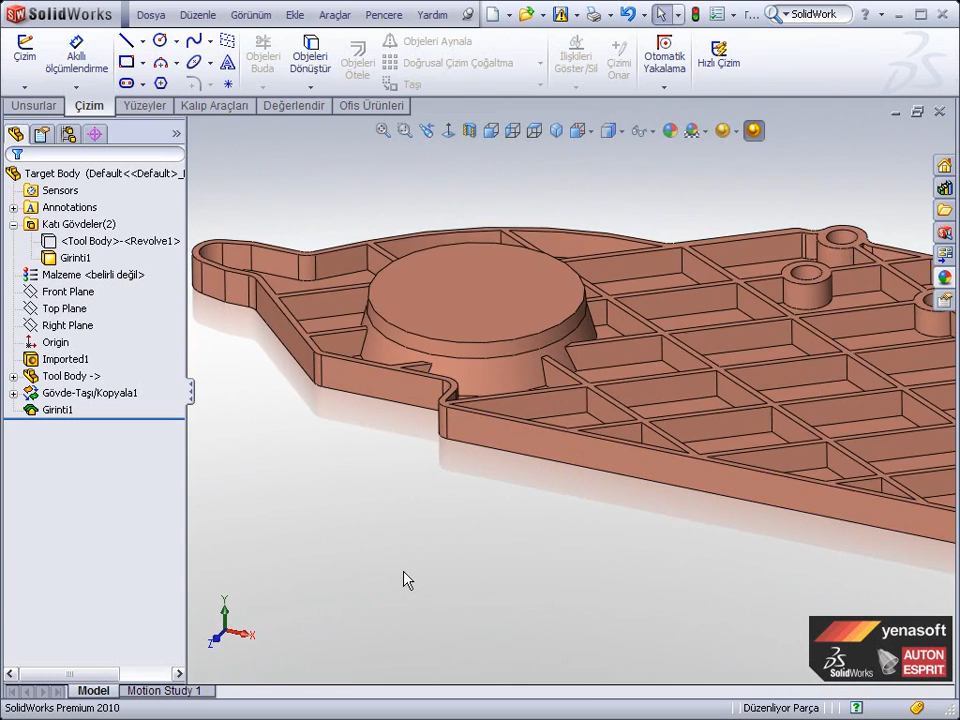 SolidWorks
Dosya Düzenle Görünüm Ekle Araçlar Pencere Yardım
r... SolidWork
Çizim
Akıllı ölçümlendirme
Objeleri Buda
Objeleri Dönüştür
Objeleri Ötele
Objeleri Aynala
Doğrusal Çizim Çoğaltma
Taşı
İlişkileri Göster/Sil
Çizimi Onar
Otomatik Yakalama
Hızlı Çizim
Unsurlar Çizim Yüzeyler Kalıp Araçları Değerlendir Ofis Ürünleri
Target Body (Default<<Default>_I
Sensors
Annotations
Katı Gövdeler(2)
<Tool Body>-<Revolve1>
Girinti1
Malzeme <belirli değil>
Front Plane
Top Plane
Right Plane
Origin
Imported1
Tool Body ->
Gövde-Taşı/Kopyala1
Girinti1
Y
X
Z
yenasoft
SolidWorks
AUTON
ESPRIT
Model Motion Study 1
SolidWorks Premium 2010
Düzenliyor Parça